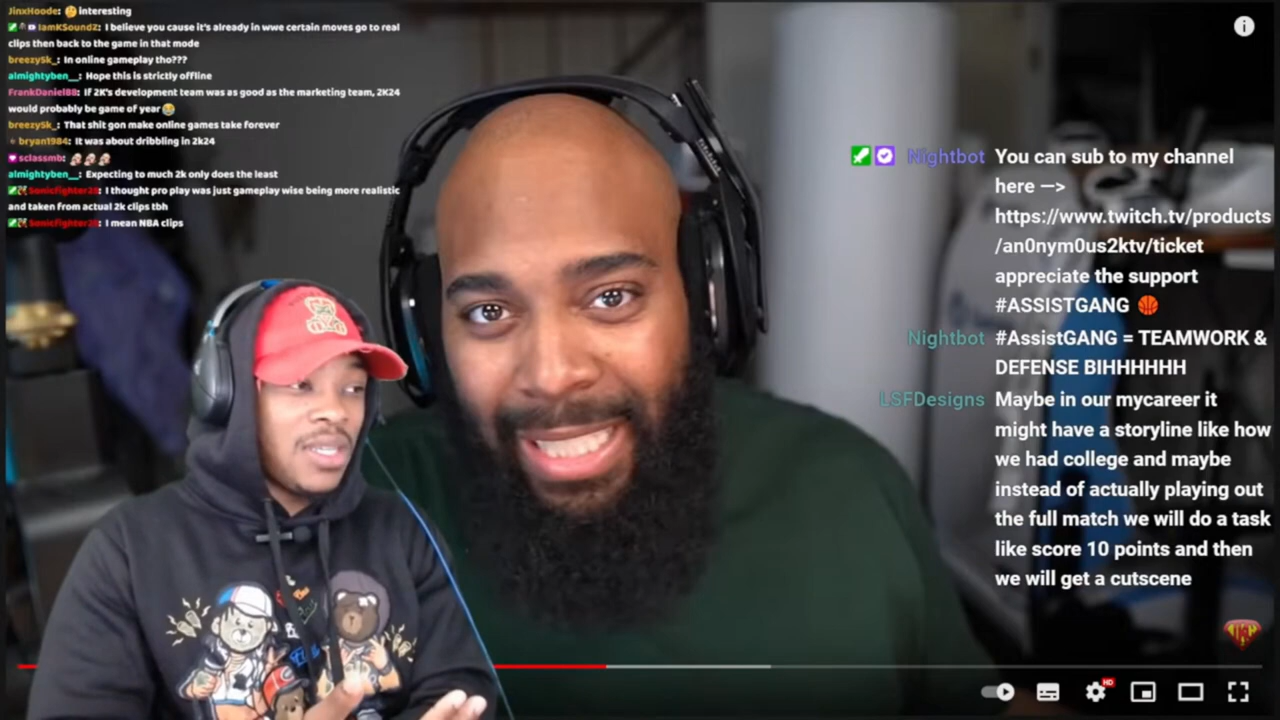 JinxHoode: 🤔 interesting
IamKSoundZ: I believe you cause it's already in wwe certain moves go to real
clips then back to the game in that mode
breezy5k_: In online gameplay tho???
almightyben__: Hope this is strictly offline
FrankDaniel88: If 2K's development team was as good as the marketing team, 2K24
would probably be game of year 😭
breezy5k_: That shit gon make online games take forever
bryan1984: It was about dribbling in 2k24
sclassmb:
almightyben__: Expecting to much 2k only does the least
Sonicfighter28: I thought pro play was just gameplay wise being more realistic
and taken from actual 2k clips tbh
Sonicfighter28: I mean NBA clips
Nightbot You can sub to my channel
here —>
https://www.twitch.tv/products
/an0nym0us2ktv/ticket
appreciate the support
#ASSISTGANG 🏀
Nightbot #AssistGANG = TEAMWORK &
DEFENSE BIHHHHHH
LSFDesigns Maybe in our mycareer it
might have a storyline like how
we had college and maybe
instead of actually playing out
the full match we will do a task
like score 10 points and then
we will get a cutscene
HD